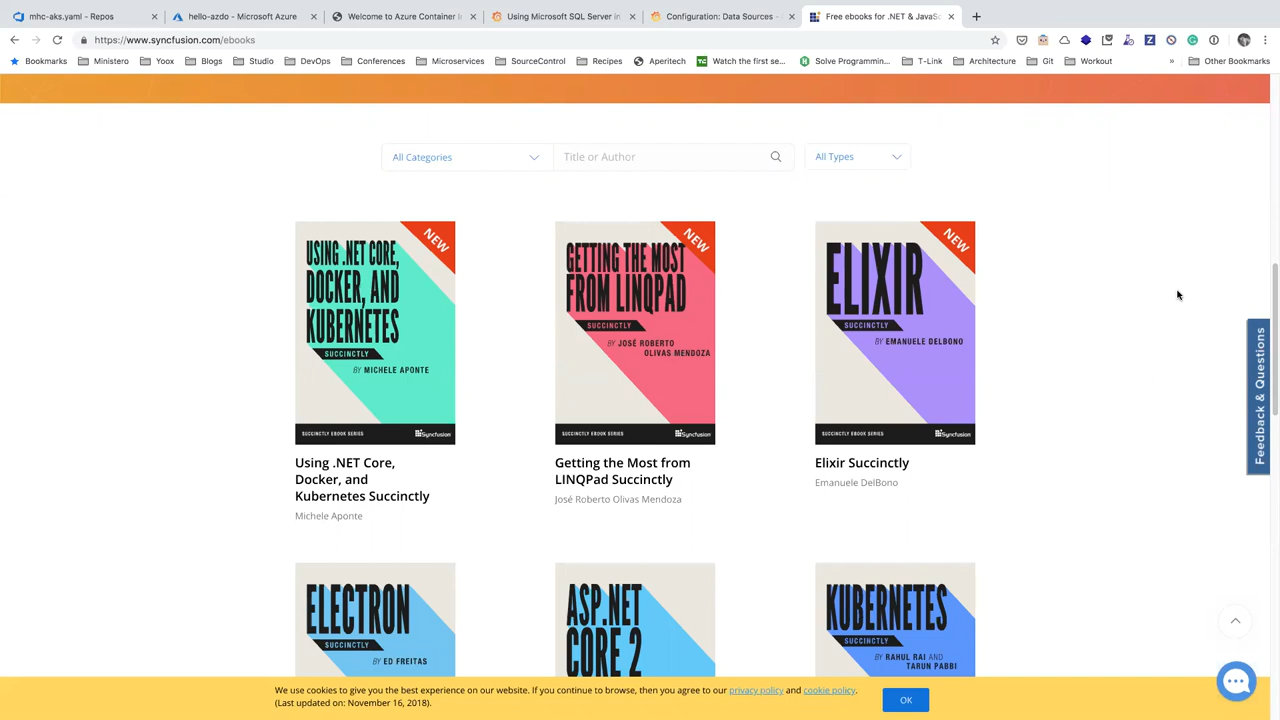 mhc-aks.yaml - Repos
hello-azdo - Microsoft Azure
Welcome to Azure Container I
Using Microsoft SQL Server in
Configuration: Data Sources -
Free ebooks for .NET & JavaSc
https://www.syncfusion.com/ebooks
Bookmarks
Ministero
Yoox
Blogs
Studio
DevOps
Conferences
Microservices
SourceControl
Recipes
Aperitech
Watch the first se...
Solve Programmin...
T-Link
Architecture
Git
Workout
»
Other Bookmarks
All Categories
Title or Author
All Types
NEW
USING .NET CORE,
DOCKER, AND
KUBERNETES
SUCCINCTLY
BY MICHELE APONTE
SUCCINCTLY EBOOK SERIES
Syncfusion
NEW
GETTING THE MOST
FROM LINQPAD
SUCCINCTLY
BY JOSÉ ROBERTO
OLIVAS MENDOZA
SUCCINCTLY EBOOK SERIES
Syncfusion
NEW
ELIXIR
SUCCINCTLY
BY EMANUELE DELBONO
SUCCINCTLY EBOOK SERIES
Syncfusion
Using .NET Core,
Docker, and
Kubernetes Succinctly
Michele Aponte
Getting the Most from
LINQPad Succinctly
José Roberto Olivas Mendoza
Elixir Succinctly
Emanuele DelBono
Feedback & Questions
ELECTRON
SUCCINCTLY
BY ED FREITAS
ASP.NET
CORE 2
KUBERNETES
SUCCINCTLY
BY RAHUL RAI AND
TARUN PABBI
We use cookies to give you the best experience on our website. If you continue to browse, then you agree to our privacy policy and cookie policy.
(Last updated on: November 16, 2018).
OK